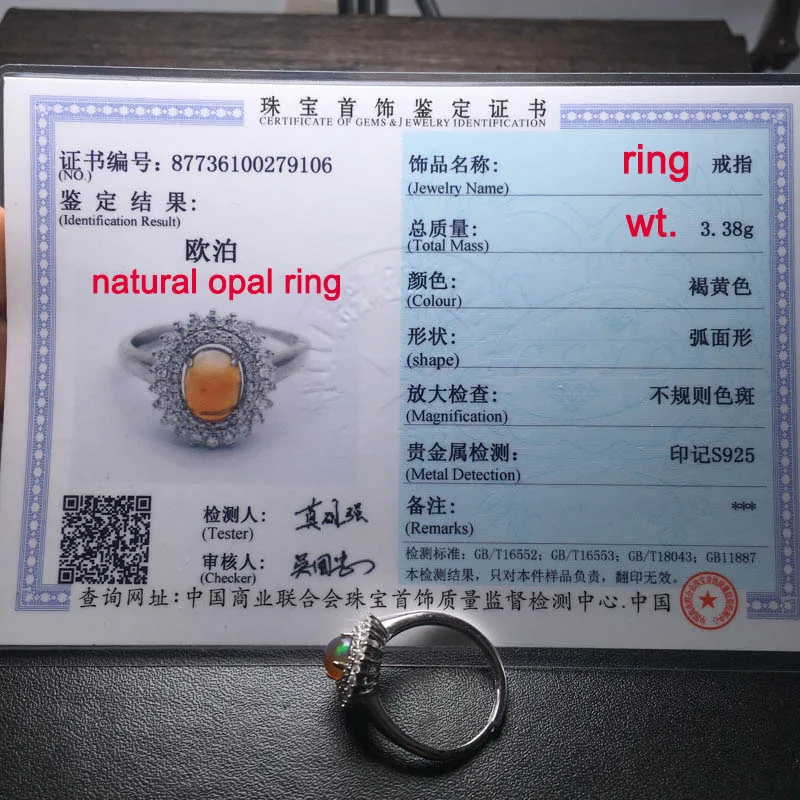 珠宝首饰鉴定证书
CERTIFICATE OF GEMS & JEWELRY IDENTIFICATION
证书编号: 87736100279106
(NO.)
鉴定结果:
(Identification Result)
欧泊
natural opal ring
检测人:
(Tester)
审核人:
(Checker)
饰品名称: ring 戒指
(Jewelry Name)
总质量: wt. 3.38g
(Total Mass)
颜色: 褐黄色
(Colour)
形状: 弧面形
(shape)
放大检查: 不规则色斑
(Magnification)
贵金属检测: 印记S925
(Metal Detection)
备注: ***
(Remarks)
检测标准: GB/T16552; GB/T16553; GB/T18043; GB11887
本检测结果, 只对本件样品负责, 翻印无效。
查询网址: 中国商业联合会珠宝首饰质量监督检测中心.中国